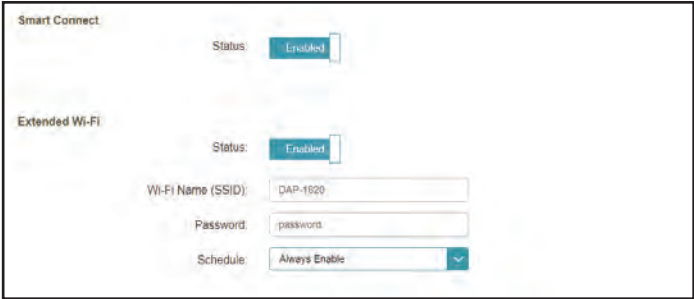 Smart Connect
Status: Enabled
Extended Wi-Fi
Status: Enabled
Wi-Fi Name (SSID): DAP-1620
Password: password
Schedule: Always Enable